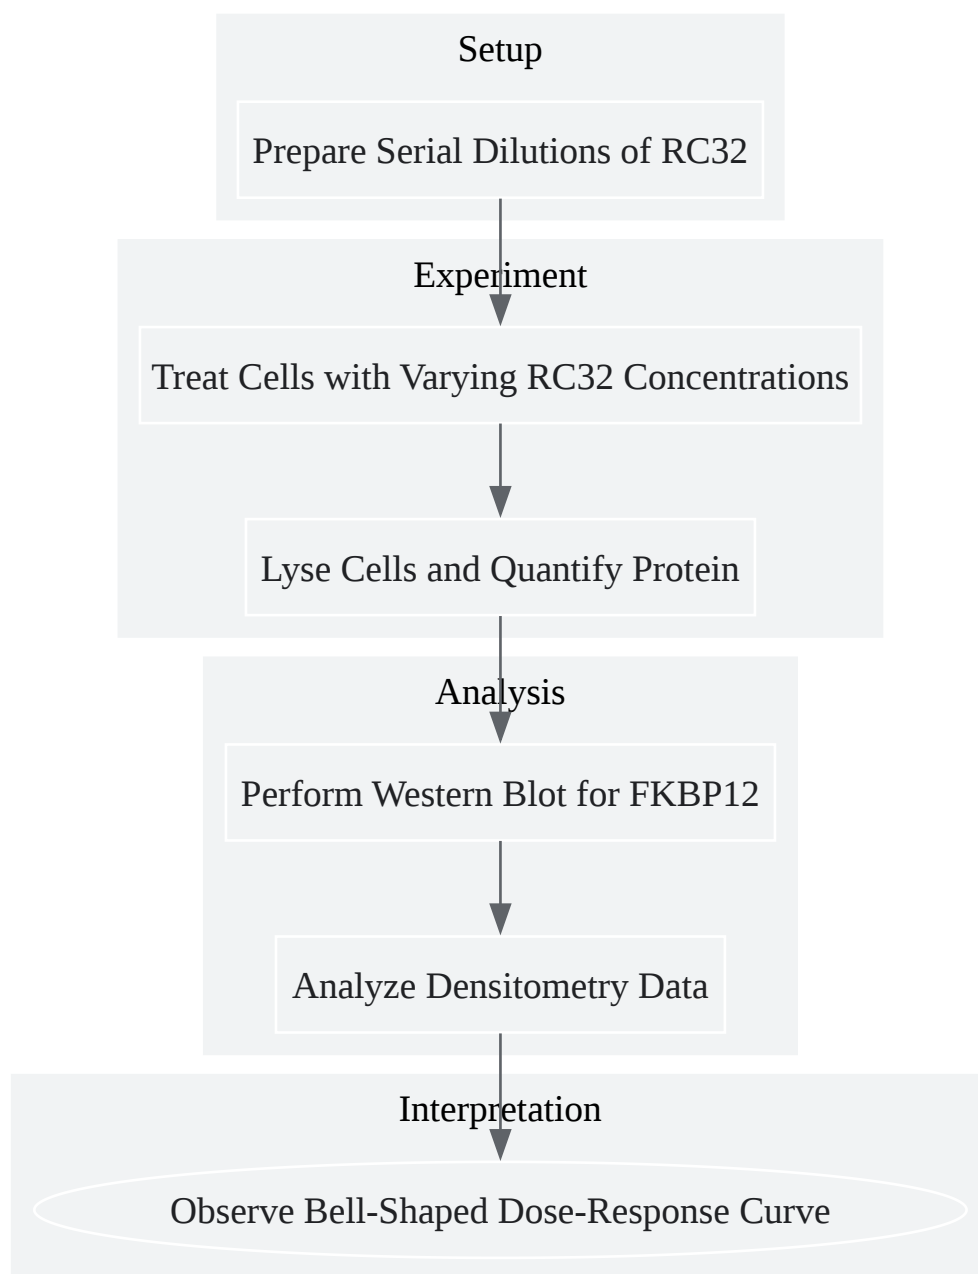 Setup
Prepare Serial Dilutions of RC32
Experiment
Treat Cells with Varying RC32 Concentrations
Lyse Cells and Quantify Protein
Analysis
Perform Western Blot for FKBP12
Analyze Densitometry Data
Interpretation
Observe Bell-Shaped Dose-Response Curve